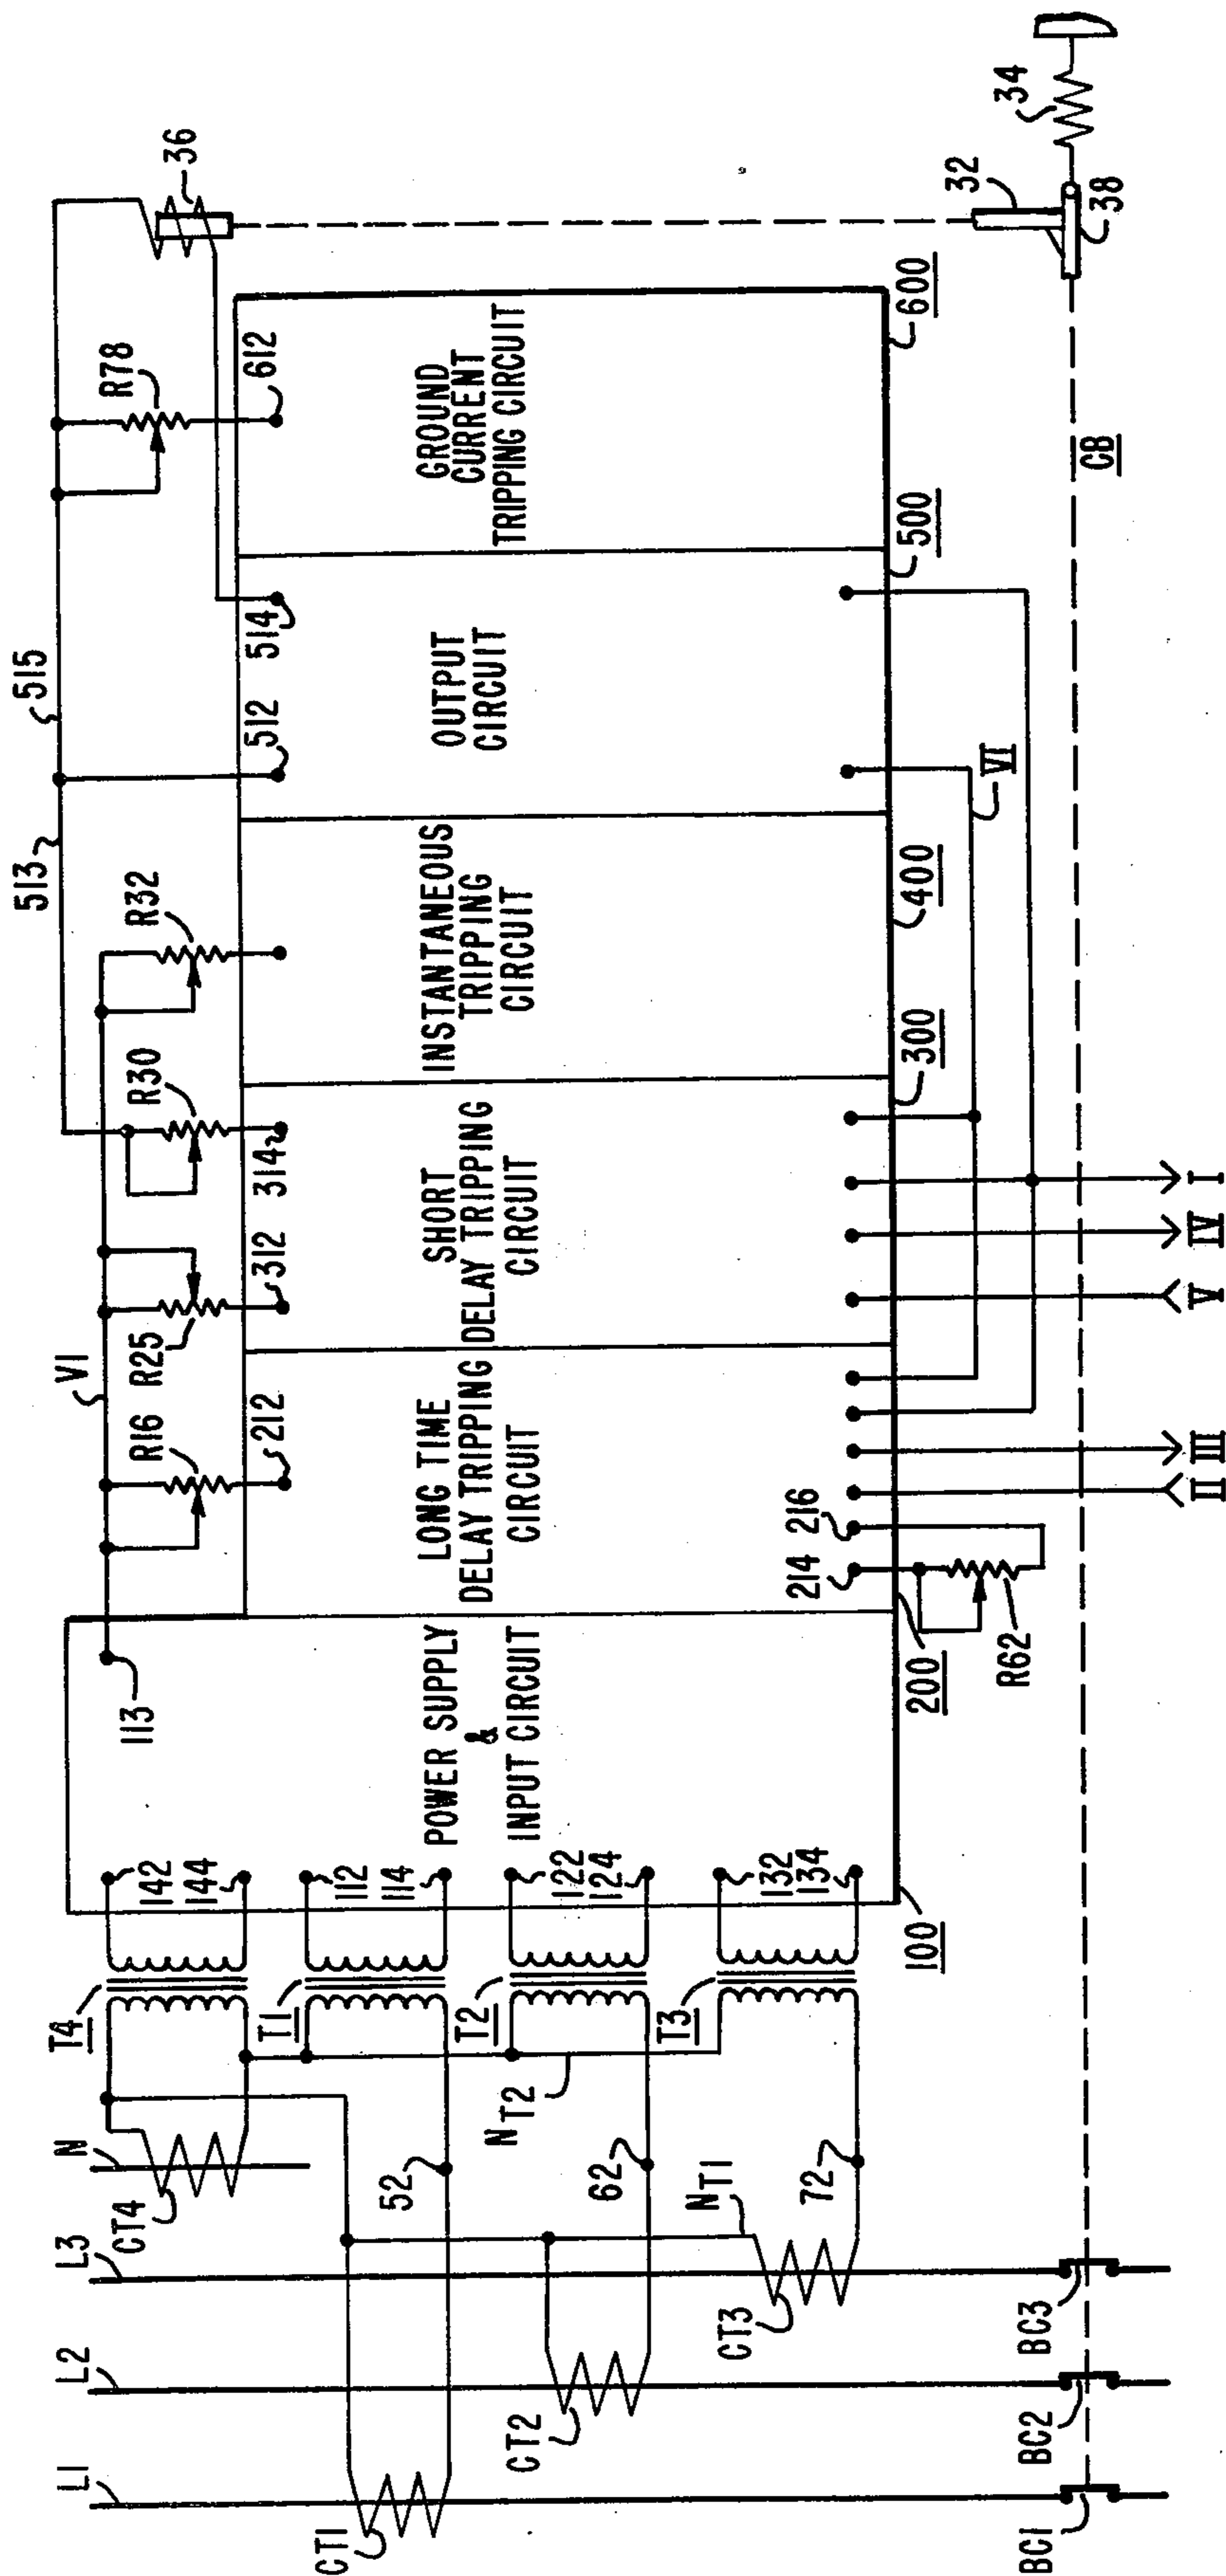 L1
L2
L3
N
CT1
CT2
CT3
CT4
BC1
BC2
BC3
52
62
72
NT1
NT2
T4
T1
T2
T3
142
144
112
114
122
124
132
134
100
113
POWER SUPPLY
&
INPUT CIRCUIT
V1
R16
212
LONG TIME
DELAY TRIPPING
CIRCUIT
200
214
216
R62
II
III
R25
312
R30
314
SHORT
DELAY TRIPPING
CIRCUIT
300
V
IV
I
R32
INSTANTANEOUS
TRIPPING
CIRCUIT
400
VI
513
515
512
514
OUTPUT
CIRCUIT
500
R78
612
GROUND
CURRENT
TRIPPING CIRCUIT
600
36
CB
32
38
34